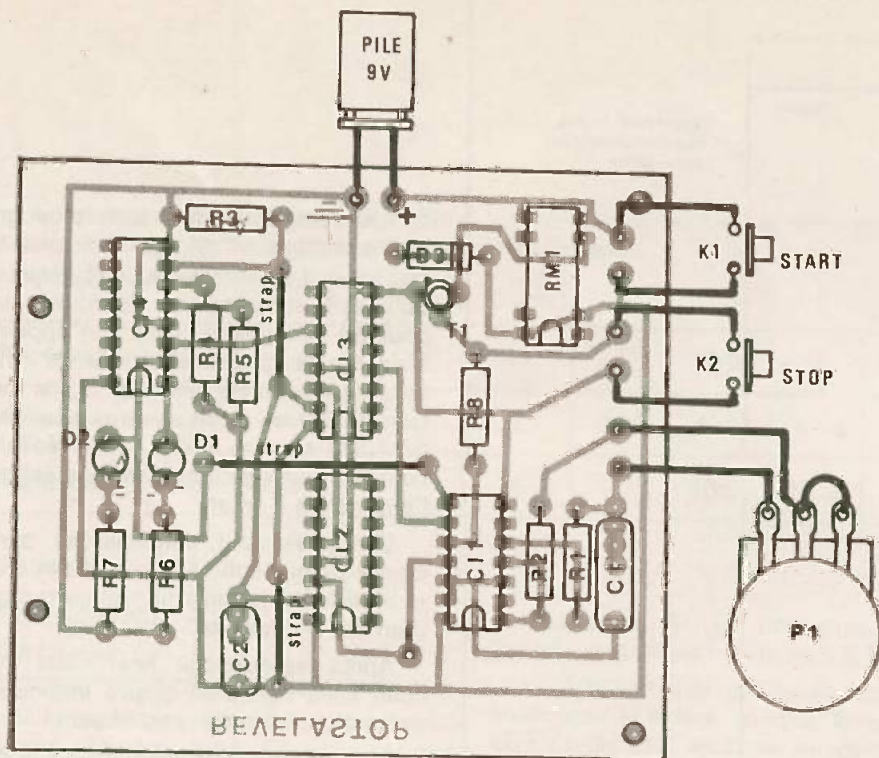 PILE
9V
R3
+
D3
RM1
K1
START
strap
T1
CI4
R4
R5
CI3
K2
STOP
R8
D2
D1
strap
R7
R6
CI2
CI1
R2
R1
C1
P1
strap
C2
REVELASTOP